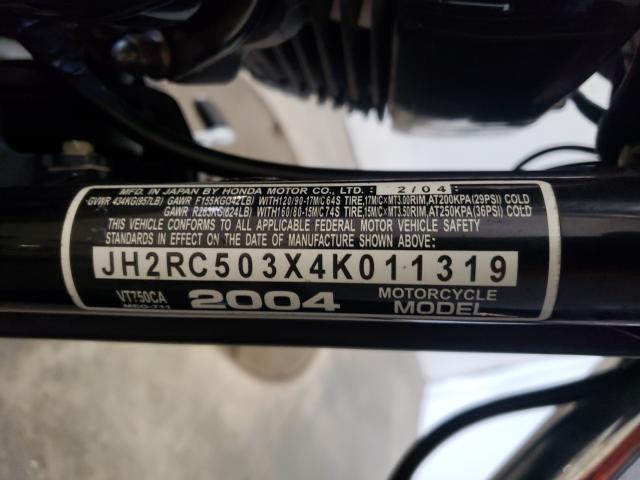 MFD. IN JAPAN BY HONDA MOTOR CO., LTD. 2/04
GVWR 434KG(957LB) GAWR F155KG(342LB) WITH120/90-17M/C 64S TIRE,17M/C×MT3.00RIM,AT200KPA(29PSI) COLD
GAWR R283KG(624LB) WITH160/80-15M/C 74S TIRE,15M/C×MT3.50RIM,AT250KPA(36PSI) COLD
THIS VEHICLE CONFORMS TO ALL APPLICABLE FEDERAL MOTOR VEHICLE SAFETY
STANDARDS IN EFFECT ON THE DATE OF MANUFACTURE SHOWN ABOVE:
JH2RC503X4K011319
VT750CA 2004 MOTORCYCLE
MEG-711 MODEL